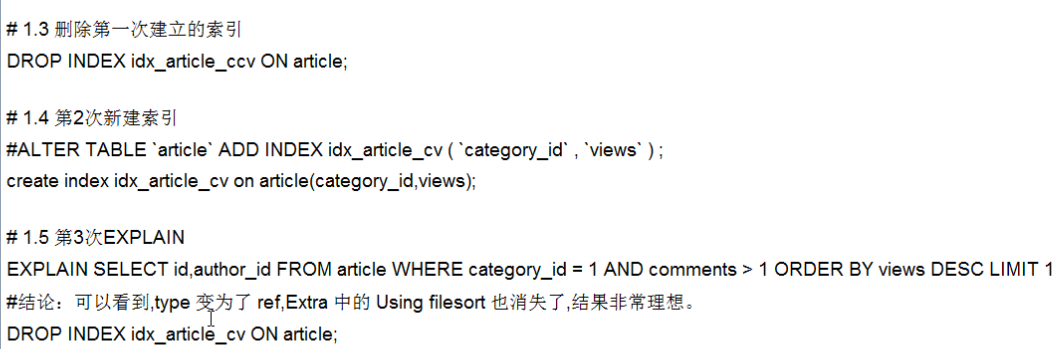 # 1.3 删除第一次建立的索引
DROP INDEX idx_article_ccv ON article;
# 1.4 第2次新建索引
#ALTER TABLE `article` ADD INDEX idx_article_cv ( `category_id` , `views` ) ;
create index idx_article_cv on article(category_id,views);
# 1.5 第3次EXPLAIN
EXPLAIN SELECT id,author_id FROM article WHERE category_id = 1 AND comments > 1 ORDER BY views DESC LIMIT 1
#结论：可以看到,type 变为了 ref,Extra 中的 Using filesort 也消失了,结果非常理想。
DROP INDEX idx_article_cv ON article;